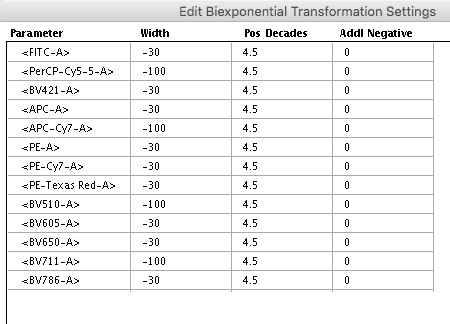 Edit Biexponential Transformation Settings
Parameter Width Pos Decades Addl Negative
<FITC-A> -30 4.5 0
<PerCP-Cy5-5-A> -100 4.5 0
<BV421-A> -30 4.5 0
<APC-A> -30 4.5 0
<APC-Cy7-A> -100 4.5 0
<PE-A> -30 4.5 0
<PE-Cy7-A> -30 4.5 0
<PE-Texas Red-A> -30 4.5 0
<BV510-A> -100 4.5 0
<BV605-A> -30 4.5 0
<BV650-A> -30 4.5 0
<BV711-A> -100 4.5 0
<BV786-A> -30 4.5 0